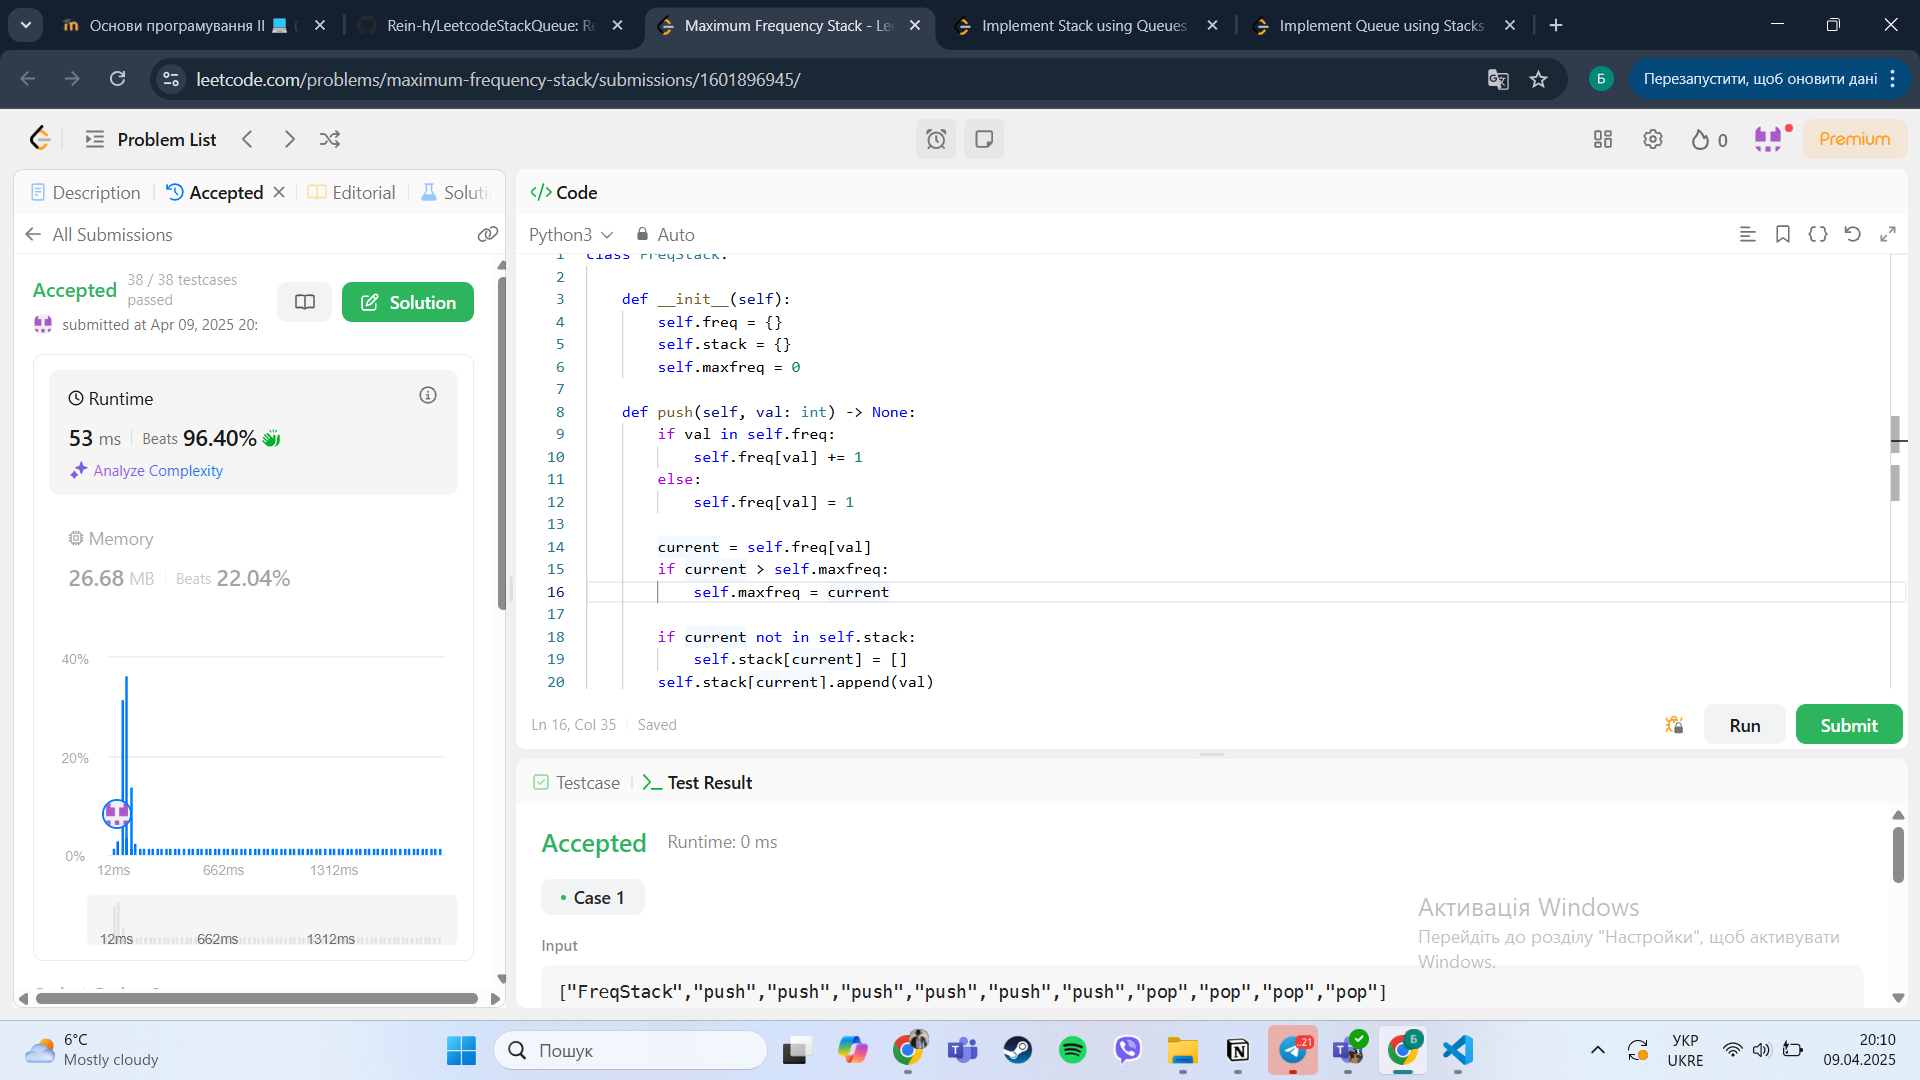 Основи програмування II 💻 (
Rein-h/LeetcodeStackQueue: Re
Maximum Frequency Stack - Lee
Implement Stack using Queues
Implement Queue using Stacks
leetcode.com/problems/maximum-frequency-stack/submissions/1601896945/
Б
Перезапустити, щоб оновити дані
Problem List
0
Premium
Description
Accepted
Editorial
Soluti
All Submissions
Accepted
38 / 38 testcases
passed
submitted at Apr 09, 2025 20:
Solution
Runtime
53 ms
Beats 96.40%
Analyze Complexity
Memory
26.68 MB
Beats 22.04%
40%
20%
0%
12ms
662ms
1312ms
12ms
662ms
1312ms
</> Code
Python3
Auto
1 class FreqStack:
2
3 def __init__(self):
4 self.freq = {}
5 self.stack = {}
6 self.maxfreq = 0
7
8 def push(self, val: int) -> None:
9 if val in self.freq:
10 self.freq[val] += 1
11 else:
12 self.freq[val] = 1
13
14 current = self.freq[val]
15 if current > self.maxfreq:
16 self.maxfreq = current
17
18 if current not in self.stack:
19 self.stack[current] = []
20 self.stack[current].append(val)
Ln 16, Col 35
Saved
Run
Submit
Testcase
Test Result
Accepted
Runtime: 0 ms
• Case 1
Input
["FreqStack","push","push","push","push","push","push","pop","pop","pop","pop"]
Активація Windows
Перейдіть до розділу "Настройки", щоб активувати
Windows.
6°C
Mostly cloudy
Пошук
..21
Б
УКР
UKRE
20:10
09.04.2025